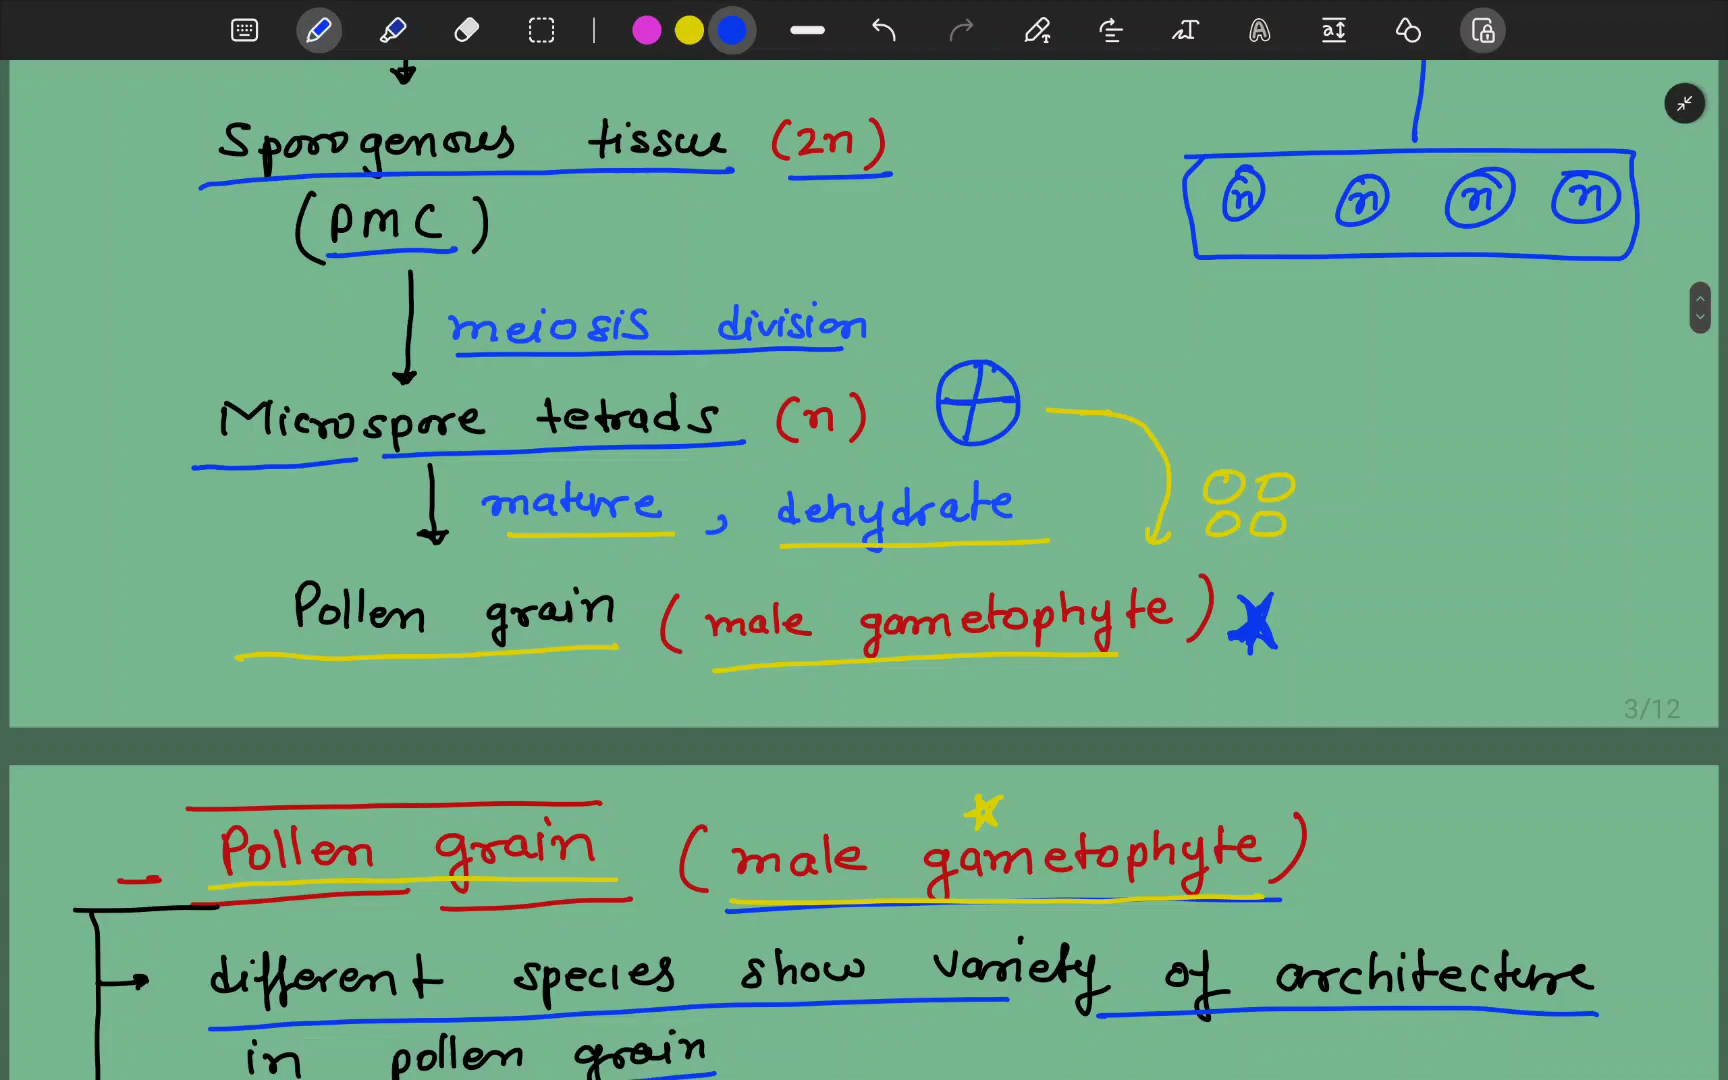 Sporogenous tissue (2n)
n n n n
(PMC)
meiosis division
Microspore tetrads (n)
mature, dehydrate
Pollen grain (male gametophyte)
3/12
Pollen grain (male gametophyte)
different species show variety of architecture
in pollen grain